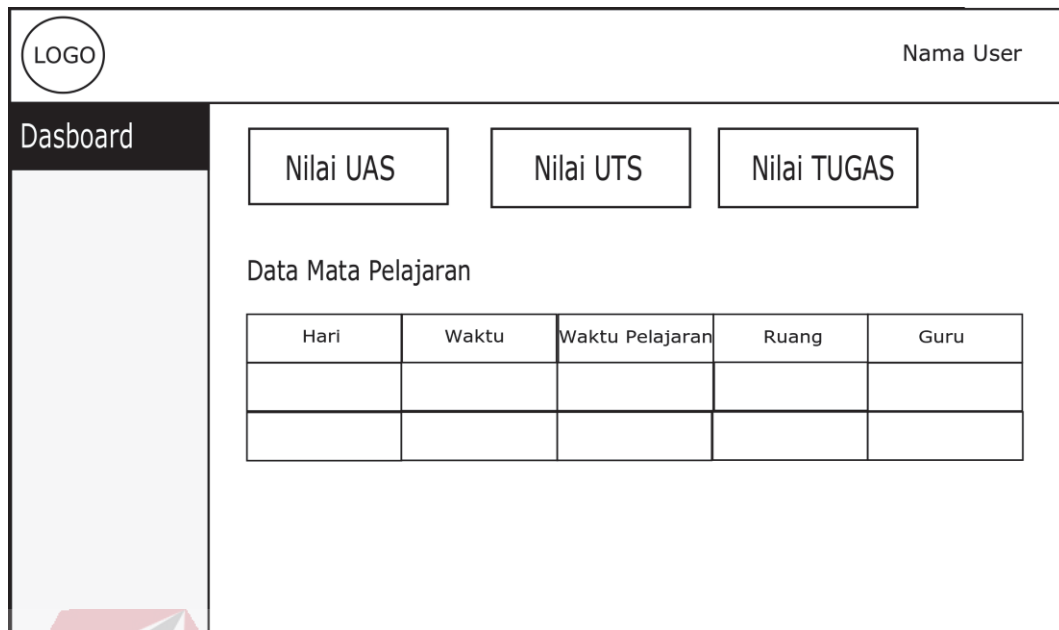 LOGO
Nama User
Dasboard
Nilai UAS
Nilai UTS
Nilai TUGAS
Data Mata Pelajaran
Hari
Waktu
Waktu Pelajaran
Ruang
Guru